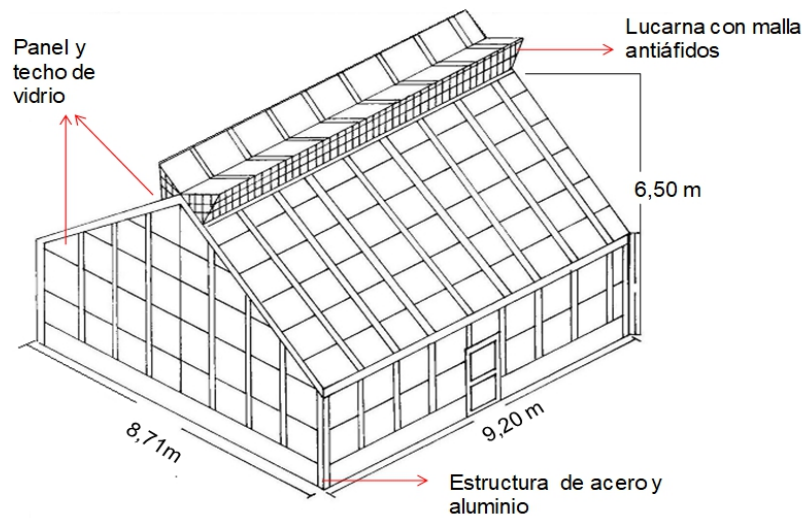 Lucarna con malla
antiáfidos
Panel y
techo de
vidrio
6,50 m
8,71m
9,20 m
Estructura de acero y
aluminio